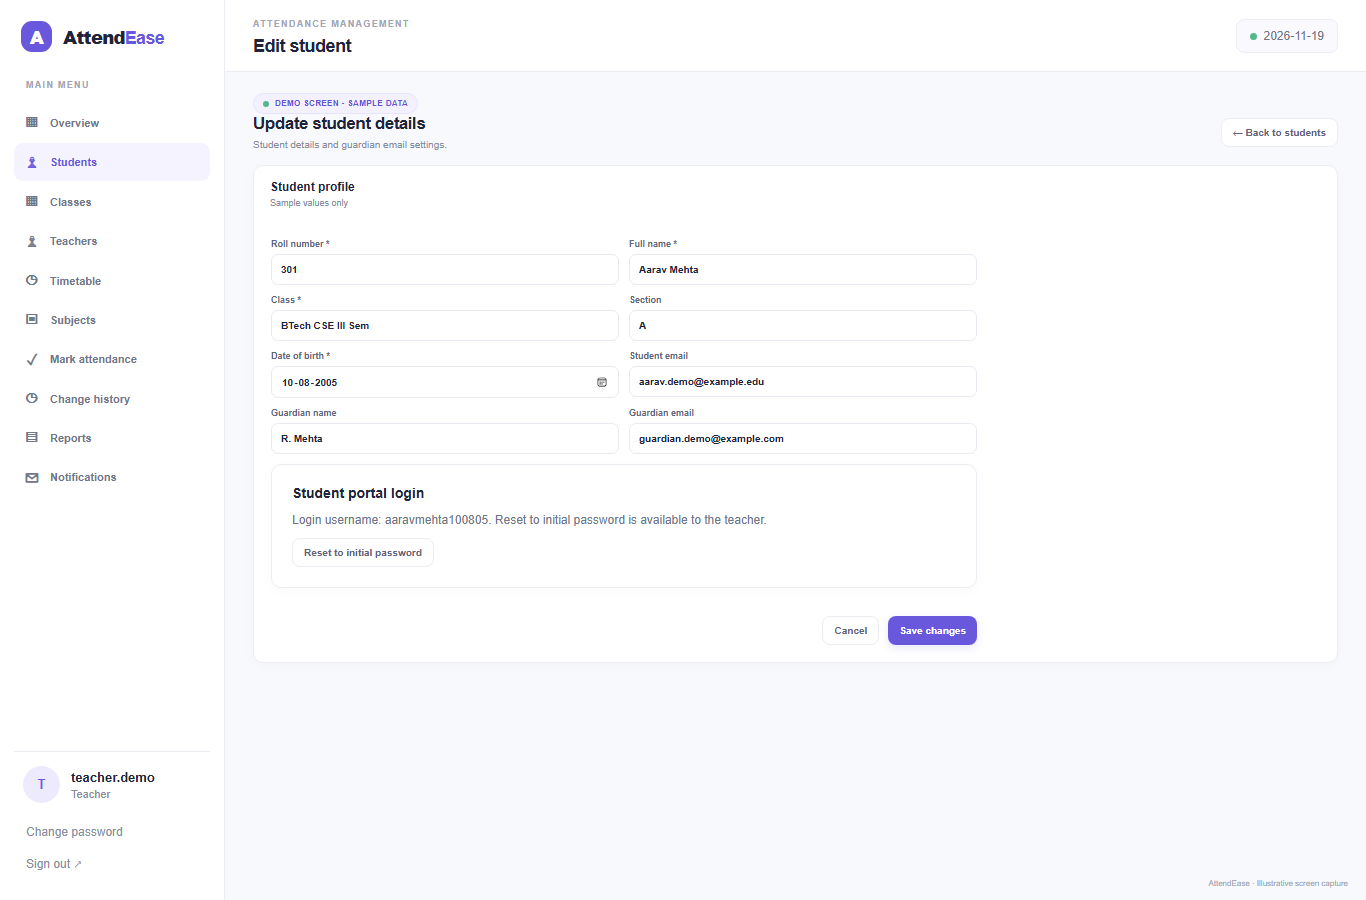 A AttendEase
MAIN MENU
Overview
Students
Classes
Teachers
Timetable
Subjects
Mark attendance
Change history
Reports
Notifications
T
teacher.demo
Teacher
Change password
Sign out ↗
ATTENDANCE MANAGEMENT
Edit student
2026-11-19
DEMO SCREEN - SAMPLE DATA
Update student details
Student details and guardian email settings.
← Back to students
Student profile
Sample values only
Roll number *
301
Full name *
Aarav Mehta
Class *
BTech CSE III Sem
Section
A
Date of birth *
10-08-2005
Student email
aarav.demo@example.edu
Guardian name
R. Mehta
Guardian email
guardian.demo@example.com
Student portal login
Login username: aaravmehta100805. Reset to initial password is available to the teacher.
Reset to initial password
Cancel
Save changes
AttendEase · Illustrative screen capture